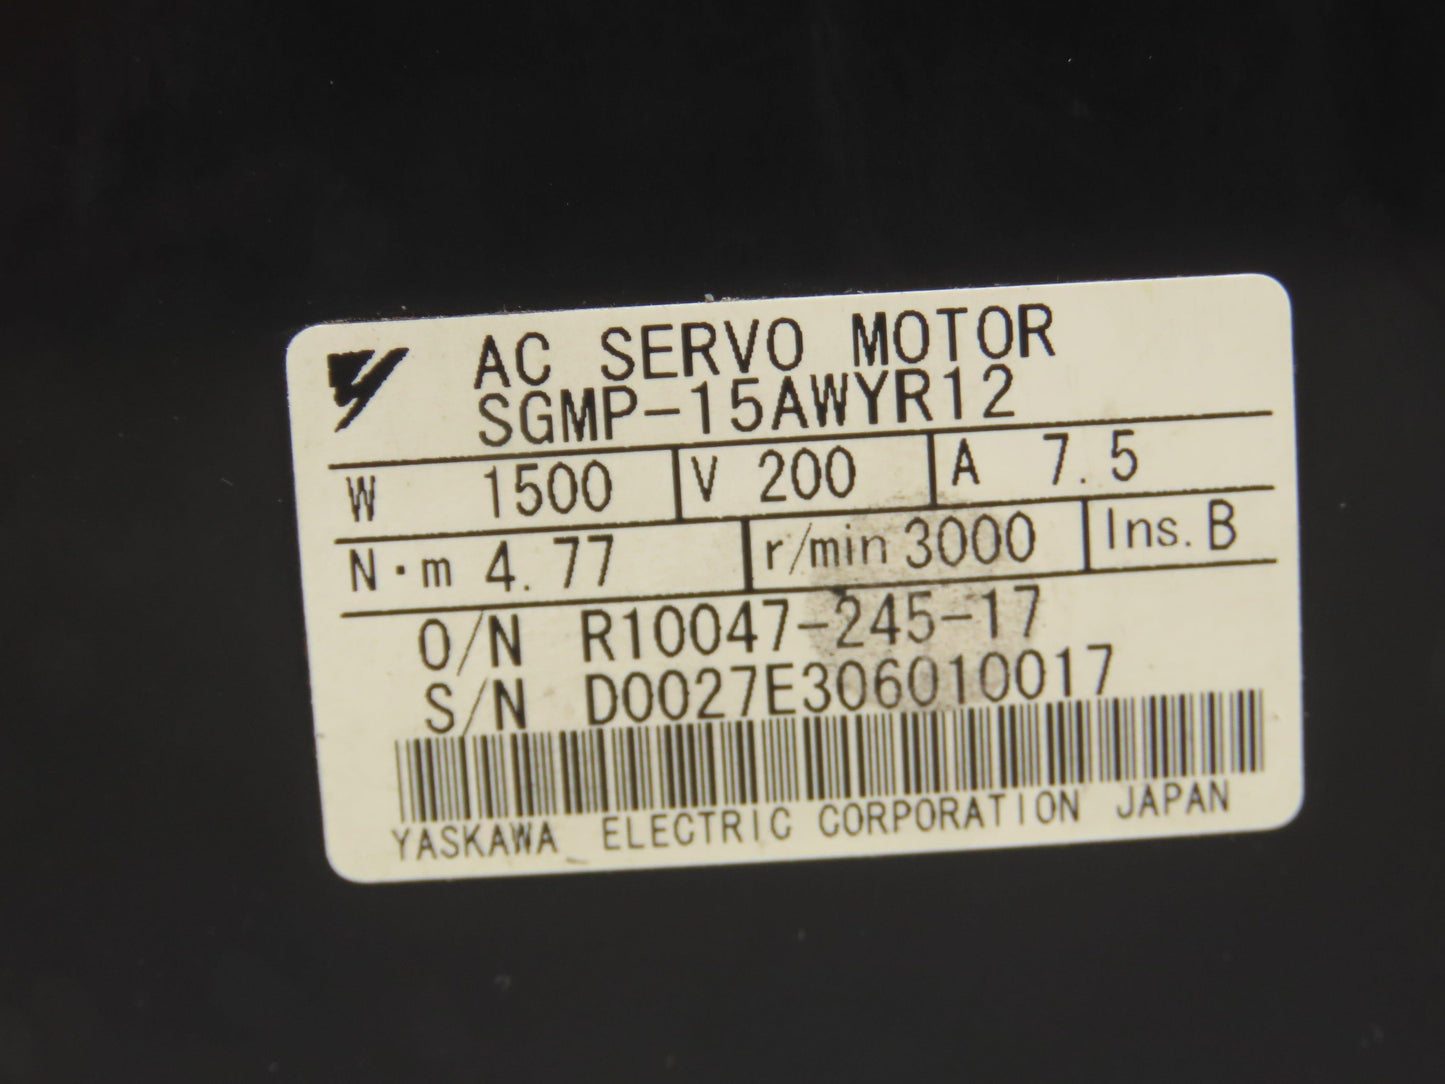 AC SERVO MOTOR
SGMP-15AWYR12
W 1500 V 200 A 7.5
N·m 4.77 r/min 3000 Ins. B
O/N R10047-245-17
S/N D0027E306010017
YASKAWA ELECTRIC CORPORATION JAPAN